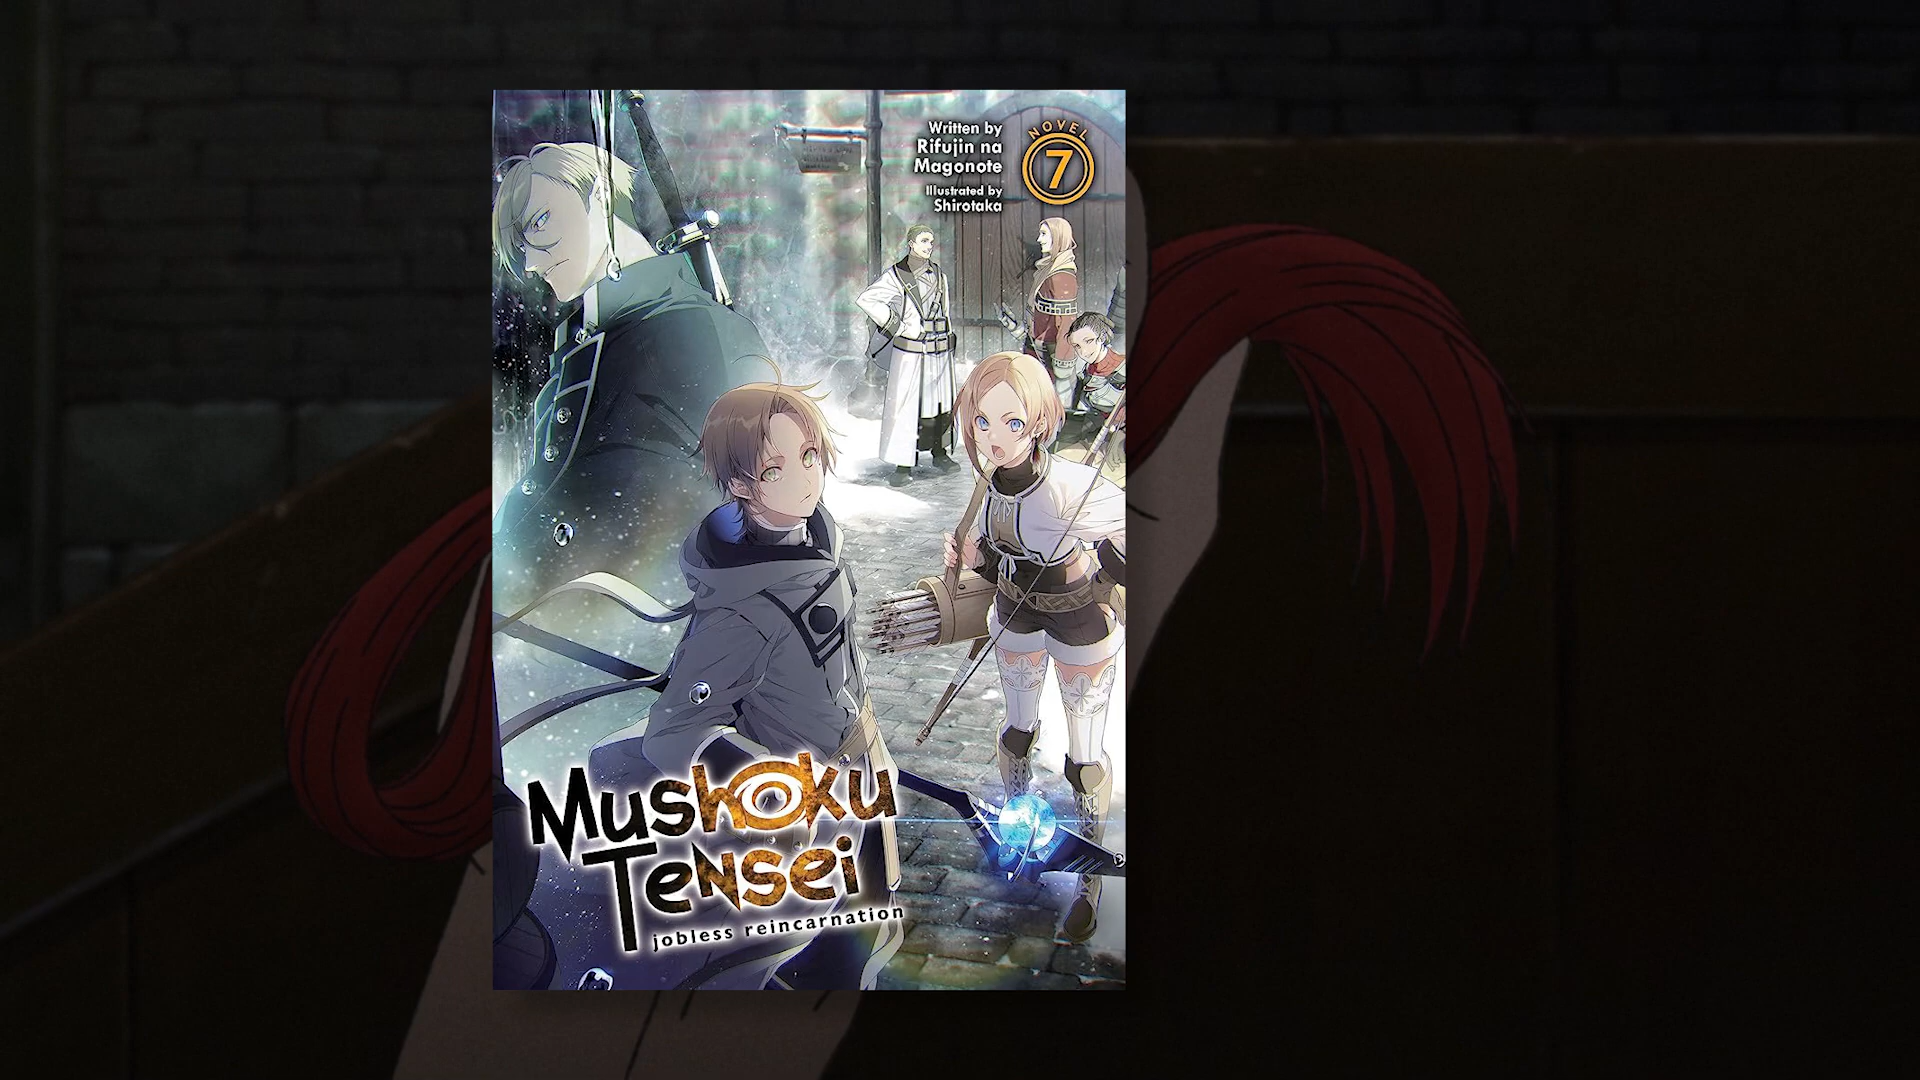 Written by
Rifujin na
Magonote
Illustrated by
Shirotaka
NOVEL
7
Mushoku
Tensei
jobless reincarnation